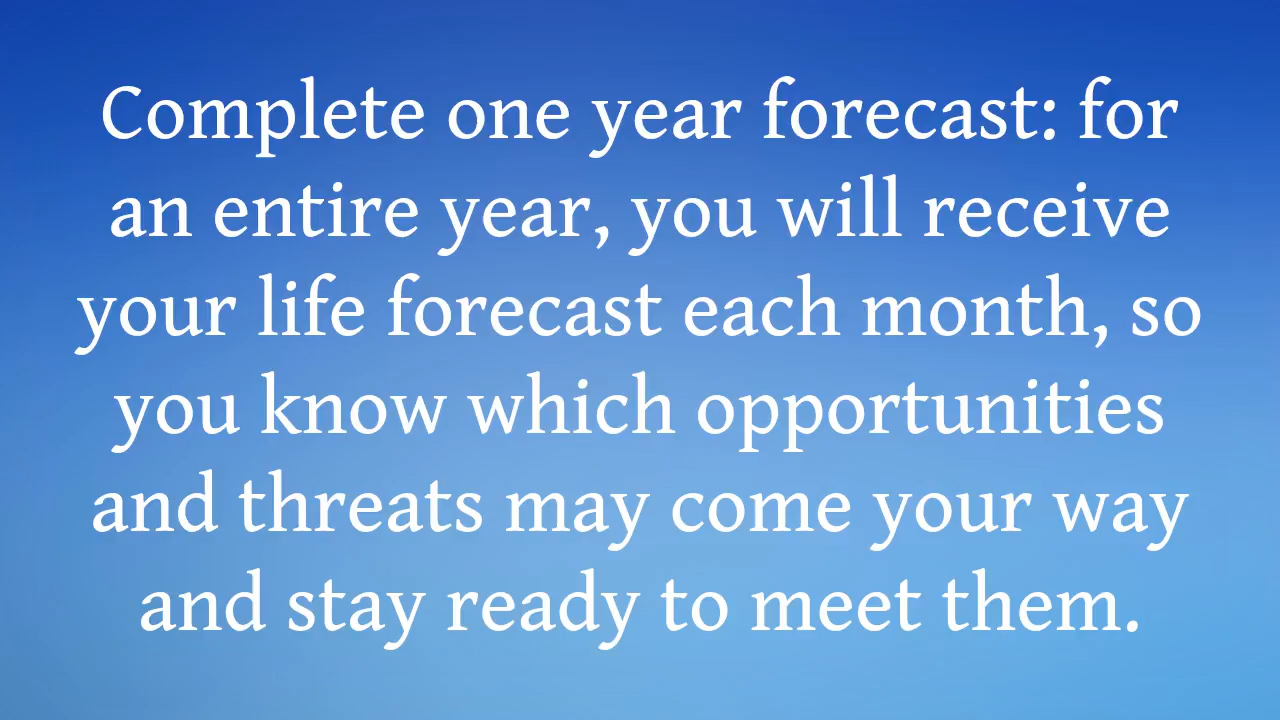 Complete one year forecast: for
an entire year, you will receive
your life forecast each month, so
you know which opportunities
and threats may come your way
and stay ready to meet them.